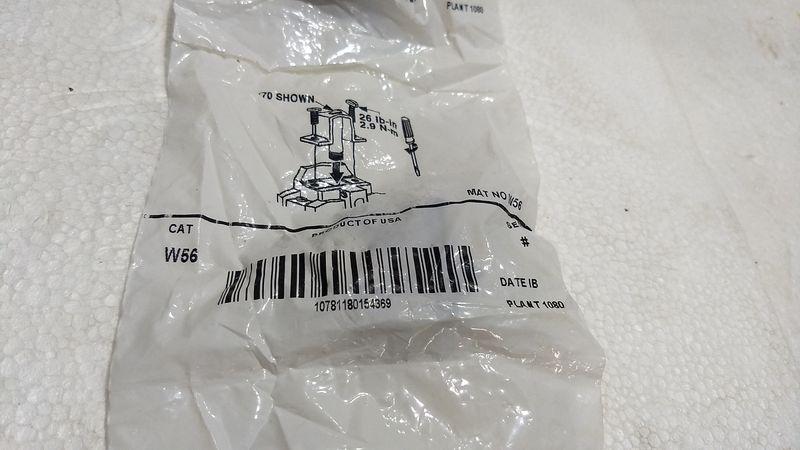 PLANT 1080
70 SHOWN
26 lb-in
2.9 N-m
MAT NO W56
PRODUCT OF USA
CAT
SE
#
W56
DATE IB
10781180154369
PLANT 1080